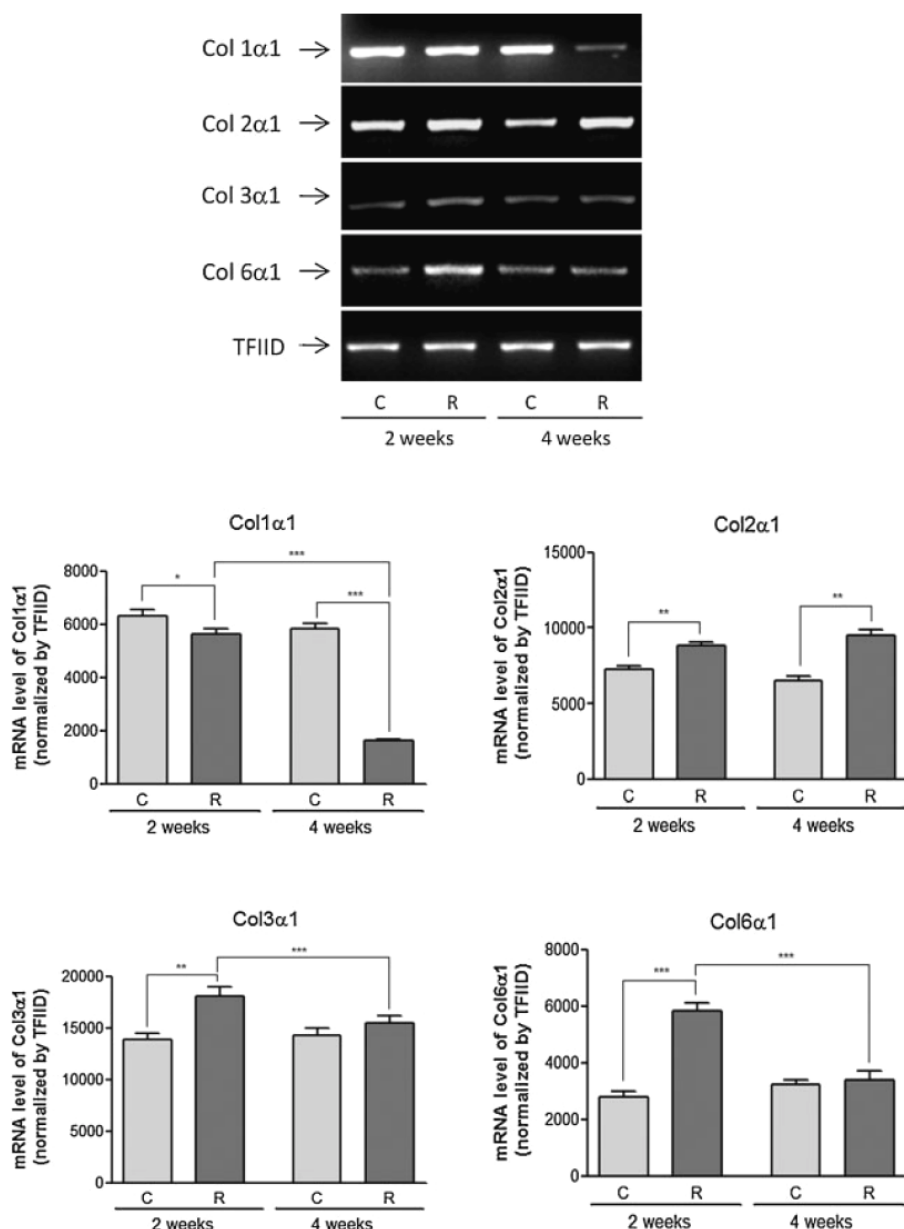 Col 1α1 →
Col 2α1 →
Col 3α1 →
Col 6α1 →
TFIID →
C R C R
2 weeks 4 weeks
Col1α1
mRNA level of Col1α1
(normalized by TFIID)
8000
6000
4000
2000
0
*
***
***
C R C R
2 weeks 4 weeks
Col2α1
mRNA level of Col2α1
(normalized by TFIID)
15000
10000
5000
0
**
**
C R C R
2 weeks 4 weeks
Col3α1
mRNA level of Col3α1
(normalized by TFIID)
20000
15000
10000
5000
0
**
***
C R C R
2 weeks 4 weeks
Col6α1
mRNA level of Col6α1
(normalized by TFIID)
8000
6000
4000
2000
0
***
***
C R C R
2 weeks 4 weeks